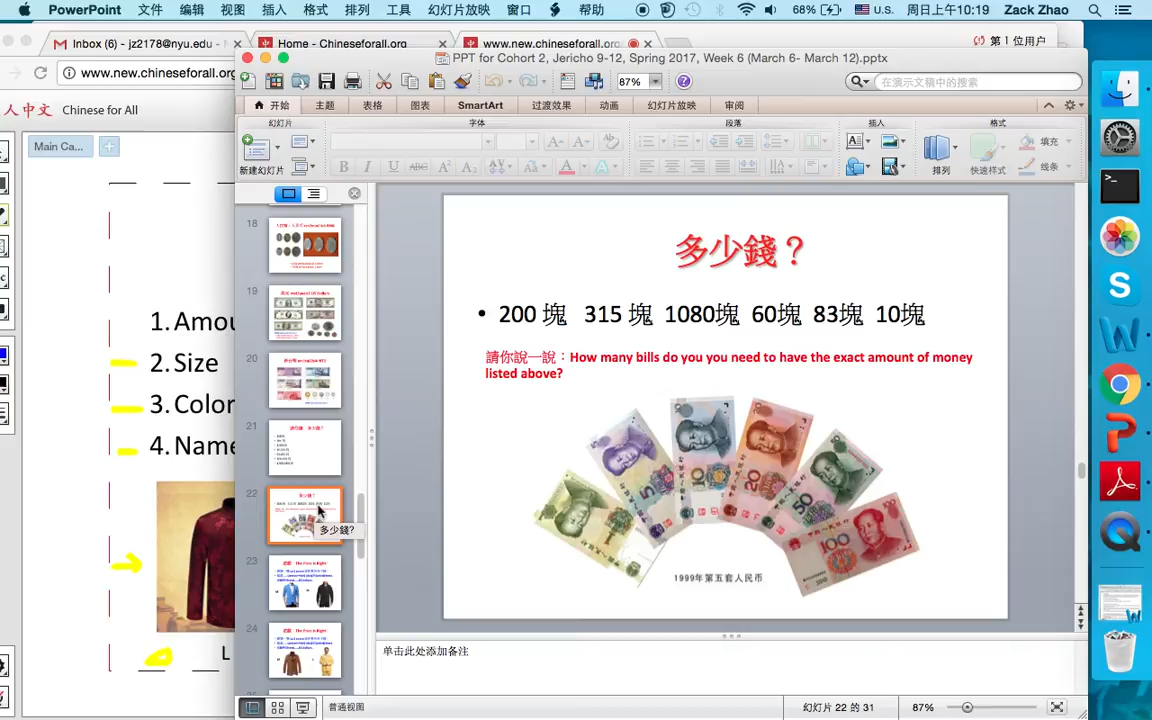 PowerPoint 文件 编辑 视图 插入 格式 排列 工具 幻灯片放映 窗口 帮助 68% U.S. 周日上午10:19 Zack Zhao
Inbox (6) - jz2178@nyu.edu -
Home - Chineseforall.org
www.new.chineseforall.org
第 1 位用户
www.new.chineseforall.org
人中文 Chinese for All
Main Ca...
PPT for Cohort 2, Jericho 9-12, Spring 2017, Week 6 (March 6- March 12).pptx
87%
在演示文稿中的搜索
开始 主题 表格 图表 SmartArt 过渡效果 动画 幻灯片放映 审阅
幻灯片 字体 段落 插入 格式
新建幻灯片
B I U ABC
排列 快速样式 填充
线条
1. Amou
2. Size
3. Color
4. Name
L
18
19
20
21
22
23
24
多少錢?
多少錢？
• 200 塊 315 塊 1080塊 60塊 83塊 10塊
請你說一說：How many bills do you you need to have the exact amount of money
listed above?
1 5 10 20 50 100
1999年第五套人民币
单击此处添加备注
普通视图 幻灯片 22 的 31 87%